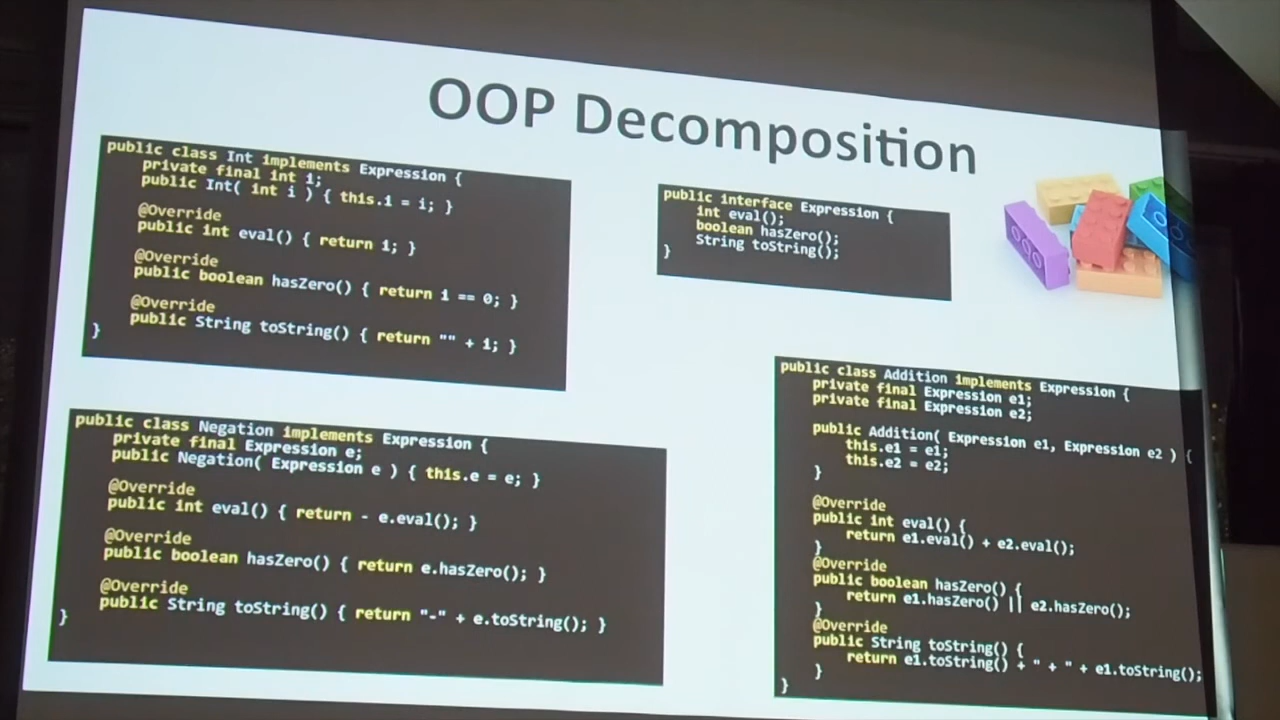 OOP Decomposition
public class Int implements Expression {
private final int i;
public Int( int i ) { this.i = i; }
@Override
public int eval() { return i; }
@Override
public boolean hasZero() { return i == 0; }
@Override
public String toString() { return "" + i; }
}
public interface Expression {
int eval();
boolean hasZero();
String toString();
}
public class Negation implements Expression {
private final Expression e;
public Negation( Expression e ) { this.e = e; }
@Override
public int eval() { return - e.eval(); }
@Override
public boolean hasZero() { return e.hasZero(); }
@Override
public String toString() { return "-" + e.toString(); }
}
public class Addition implements Expression {
private final Expression e1;
private final Expression e2;
public Addition( Expression e1, Expression e2 ) {
this.e1 = e1;
this.e2 = e2;
}
@Override
public int eval() {
return e1.eval() + e2.eval();
}
@Override
public boolean hasZero() {
return e1.hasZero() || e2.hasZero();
}
@Override
public String toString() {
return e1.toString() + " + " + e1.toString();
}
}